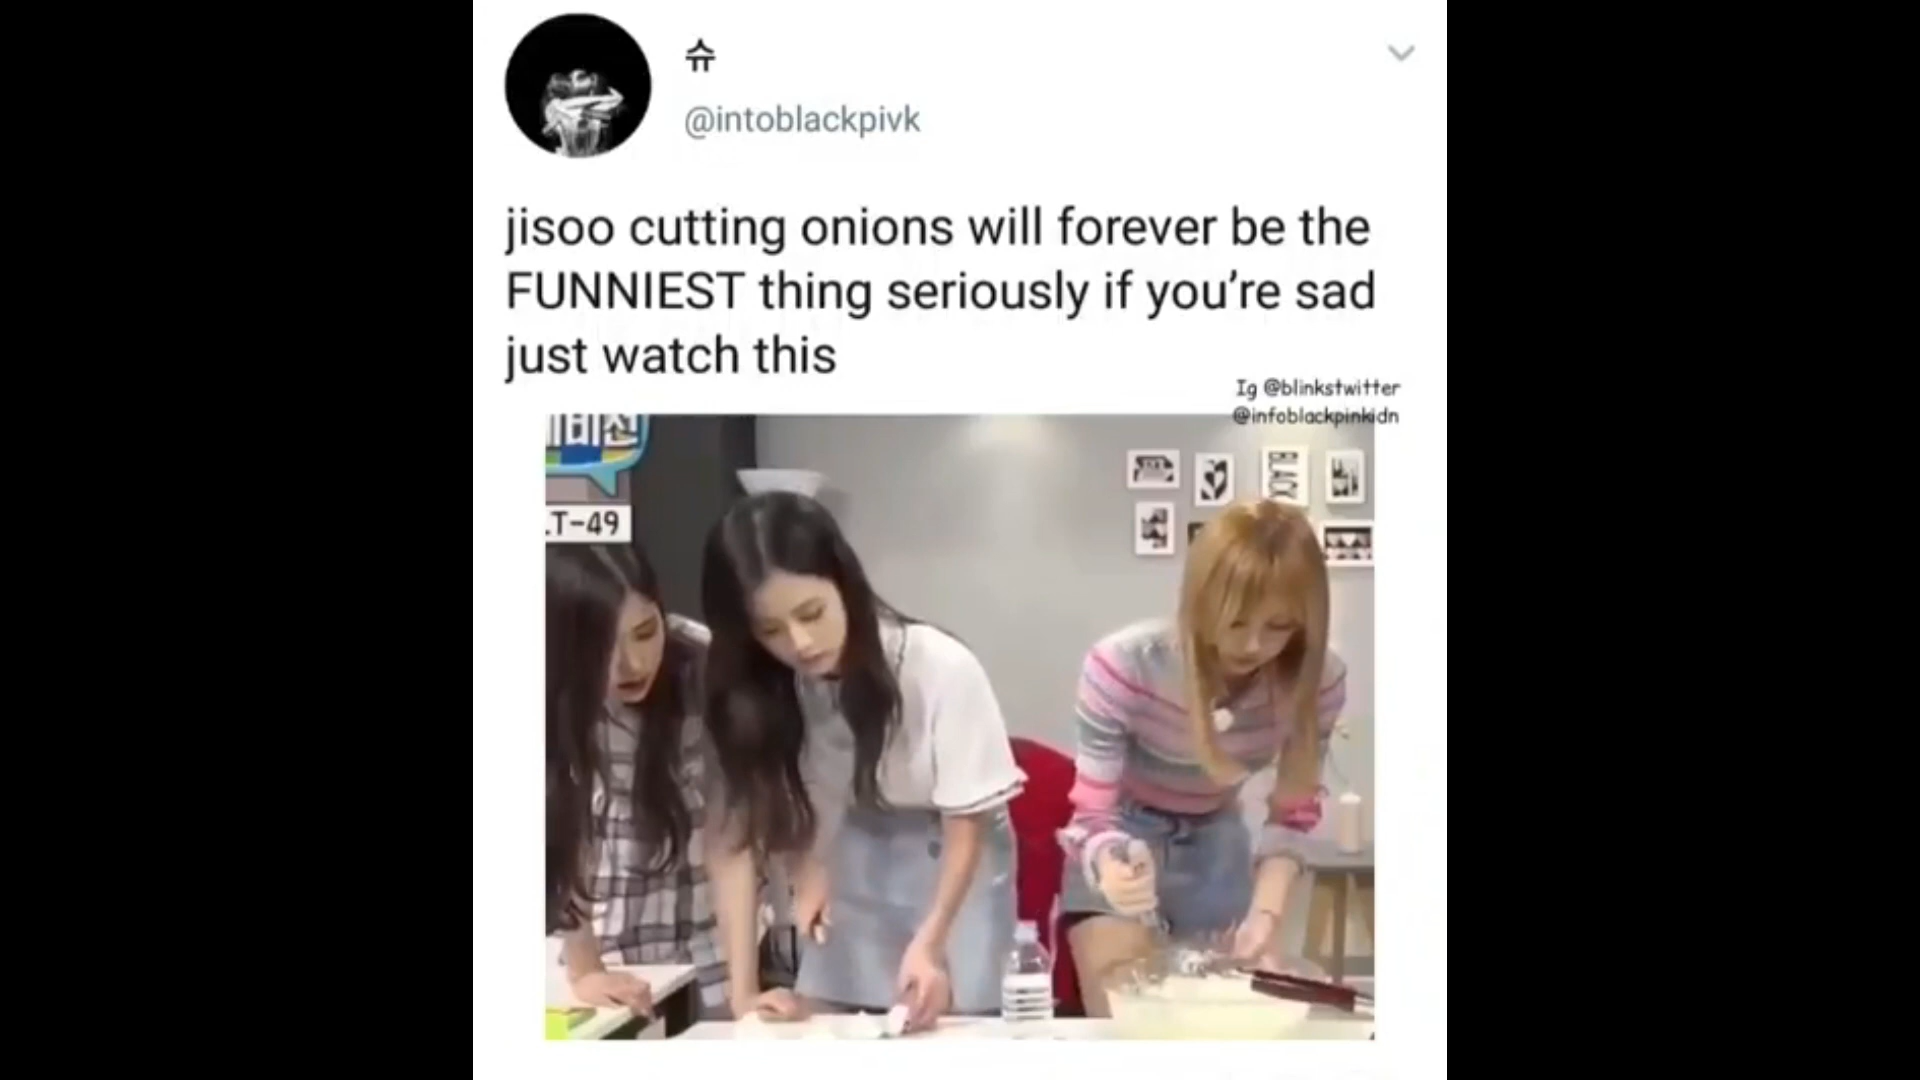 슈
@intoblackpivk
jisoo cutting onions will forever be the
FUNNIEST thing seriously if you’re sad
just watch this
Ig @blinkstwitter
@infoblackpinkidn
.T-49
BLACK